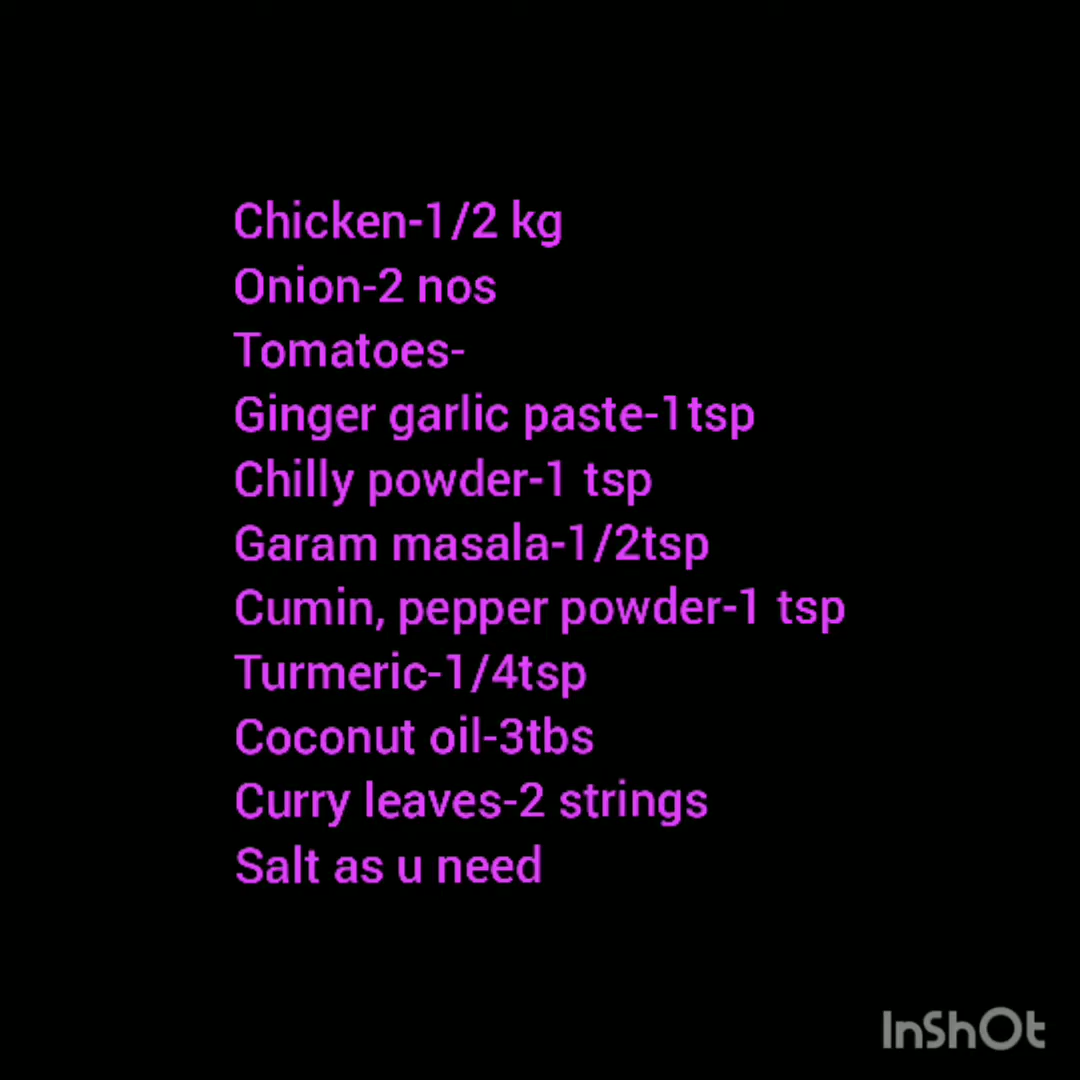 Chicken-1/2 kg
Onion-2 nos
Tomatoes-
Ginger garlic paste-1tsp
Chilly powder-1 tsp
Garam masala-1/2tsp
Cumin, pepper powder-1 tsp
Turmeric-1/4tsp
Coconut oil-3tbs
Curry leaves-2 strings
Salt as u need
InShOt